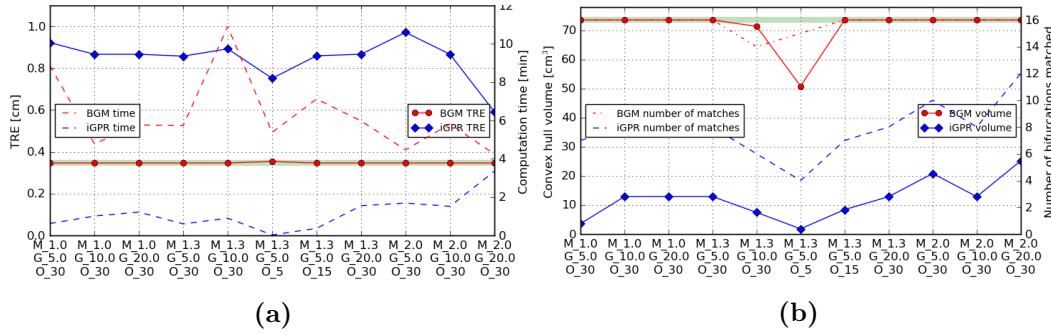 1.0
0.8
0.6
0.4
0.2
0.0
TRE [cm]
BGM time
iGPR time
BGM TRE
iGPR TRE
12
10
8
6
4
2
0
Computation time [min]
M_1.0 M_1.0 M_1.0 M_1.3 M_1.3 M_1.3 M_1.3 M_1.3 M_2.0 M_2.0 M_2.0
G_5.0 G_10.0 G_20.0 G_5.0 G_10.0 G_5.0 G_5.0 G_20.0 G_5.0 G_10.0 G_20.0
O_30 O_30 O_30 O_30 O_30 O_5 O_15 O_30 O_30 O_30 O_30
(a)
70
60
50
40
30
20
10
0
Convex hull volume [cm³]
BGM number of matches
iGPR number of matches
BGM volume
iGPR volume
16
14
12
10
8
6
4
2
0
Number of bifurcations matched
M_1.0 M_1.0 M_1.0 M_1.3 M_1.3 M_1.3 M_1.3 M_1.3 M_2.0 M_2.0 M_2.0
G_5.0 G_10.0 G_20.0 G_5.0 G_10.0 G_5.0 G_5.0 G_20.0 G_5.0 G_10.0 G_20.0
O_30 O_30 O_30 O_30 O_30 O_5 O_15 O_30 O_30 O_30 O_30
(b)